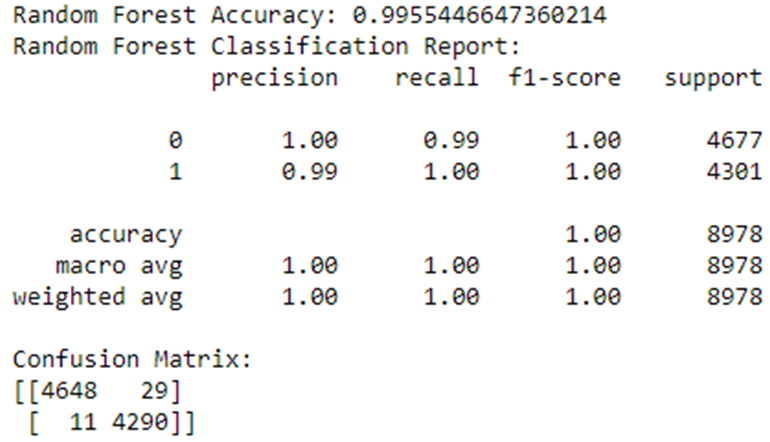 Random Forest Accuracy: 0.9955446647360214
Random Forest Classification Report:
              precision    recall  f1-score   support

           0       1.00      0.99      1.00      4677
           1       0.99      1.00      1.00      4301

    accuracy                           1.00      8978
   macro avg       1.00      1.00      1.00      8978
weighted avg       1.00      1.00      1.00      8978

Confusion Matrix:
[[4648   29]
 [  11 4290]]